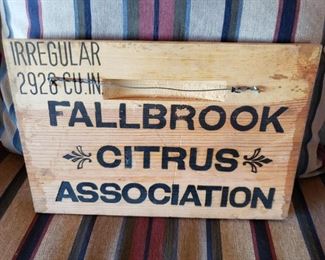 IRREGULAR
2928 CU.IN.
FALLBROOK
CITRUS
ASSOCIATION